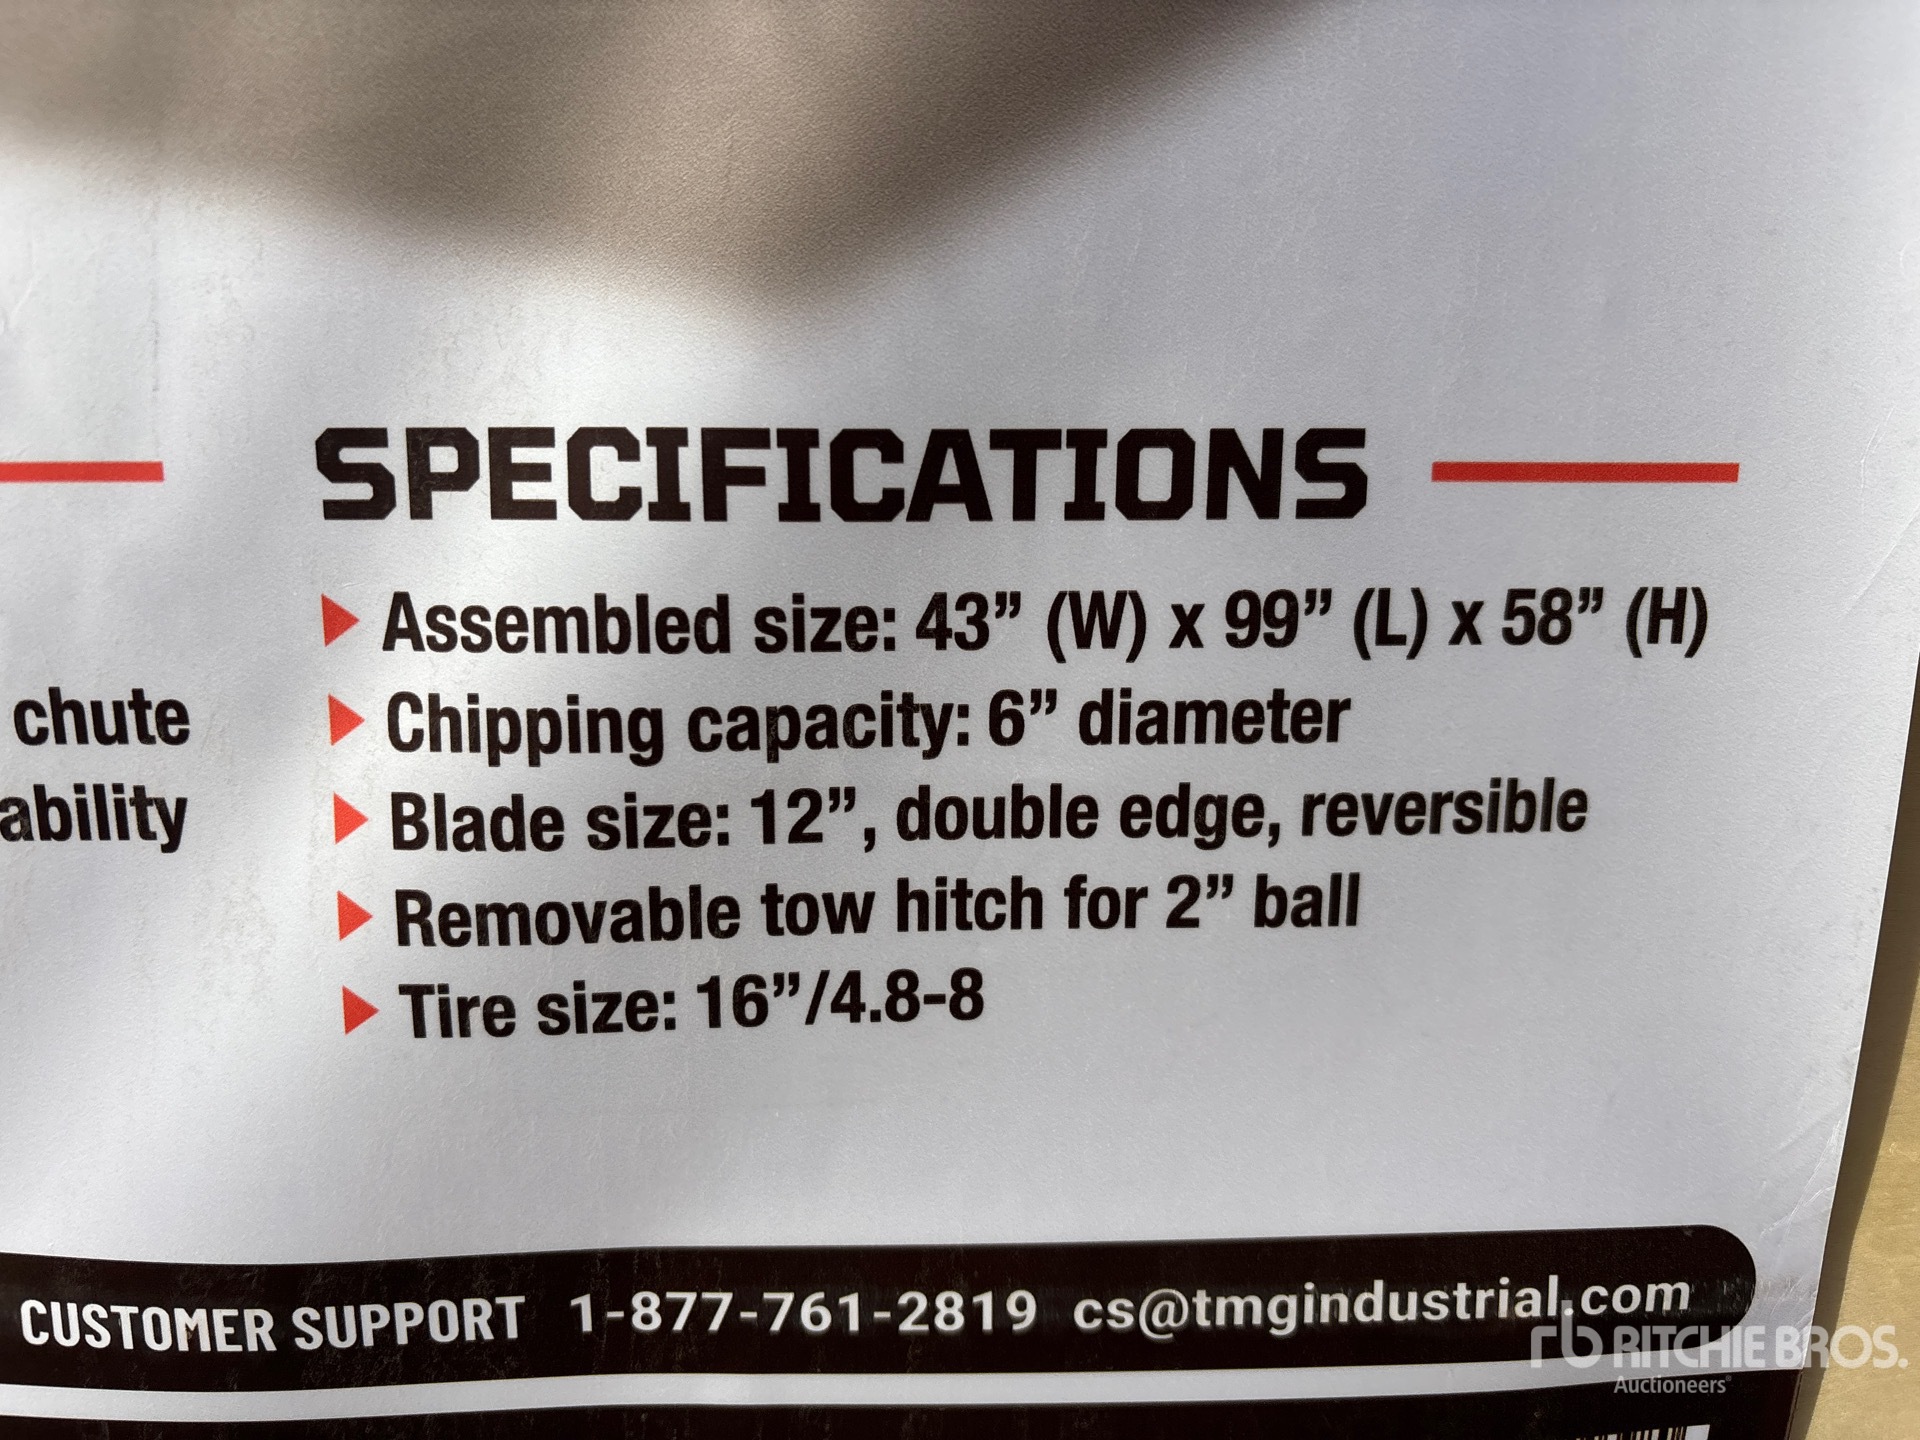 SPECIFICATIONS
Assembled size: 43” (W) x 99” (L) x 58” (H)
Chipping capacity: 6” diameter
Blade size: 12”, double edge, reversible
Removable tow hitch for 2” ball
Tire size: 16”/4.8-8
chute
ability
CUSTOMER SUPPORT 1-877-761-2819 cs@tmgindustrial.com
rb RITCHIE BROS.
Auctioneers